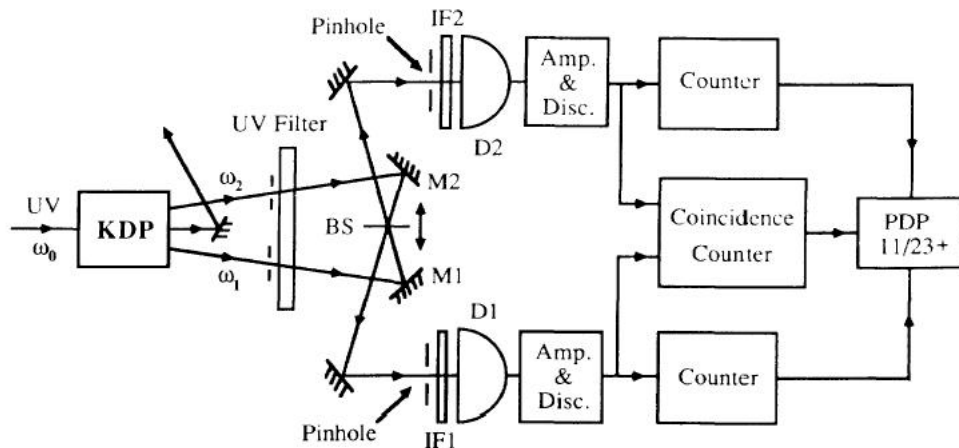 IF2
Pinhole
Amp.
&
Disc.
Counter
UV Filter
D2
ω₂
M2
UV
KDP
BS
Coincidence
Counter
PDP
11/23+
ω₀
ω₁
M1
D1
Amp.
&
Disc.
Counter
Pinhole
IF1